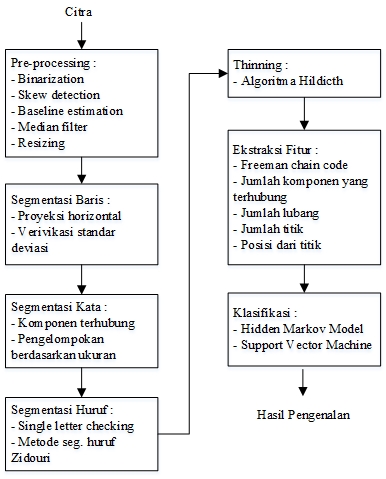 Citra
Pre-processing :
- Binarization
- Skew detection
- Baseline estimation
- Median filter
- Resizing
Segmentasi Baris :
- Proyeksi horizontal
- Verivikasi standar
deviasi
Segmentasi Kata :
- Komponen terhubung
- Pengelompokan
berdasarkan ukuran
Segmentasi Huruf :
- Single letter checking
- Metode seg. huruf
Zidouri
Thinning :
- Algoritma Hildicth
Ekstraksi Fitur :
- Freeman chain code
- Jumlah komponen yang
terhubung
- Jumlah lubang
- Jumlah titik
- Posisi dari titik
Klasifikasi :
- Hidden Markov Model
- Support Vector Machine
Hasil Pengenalan